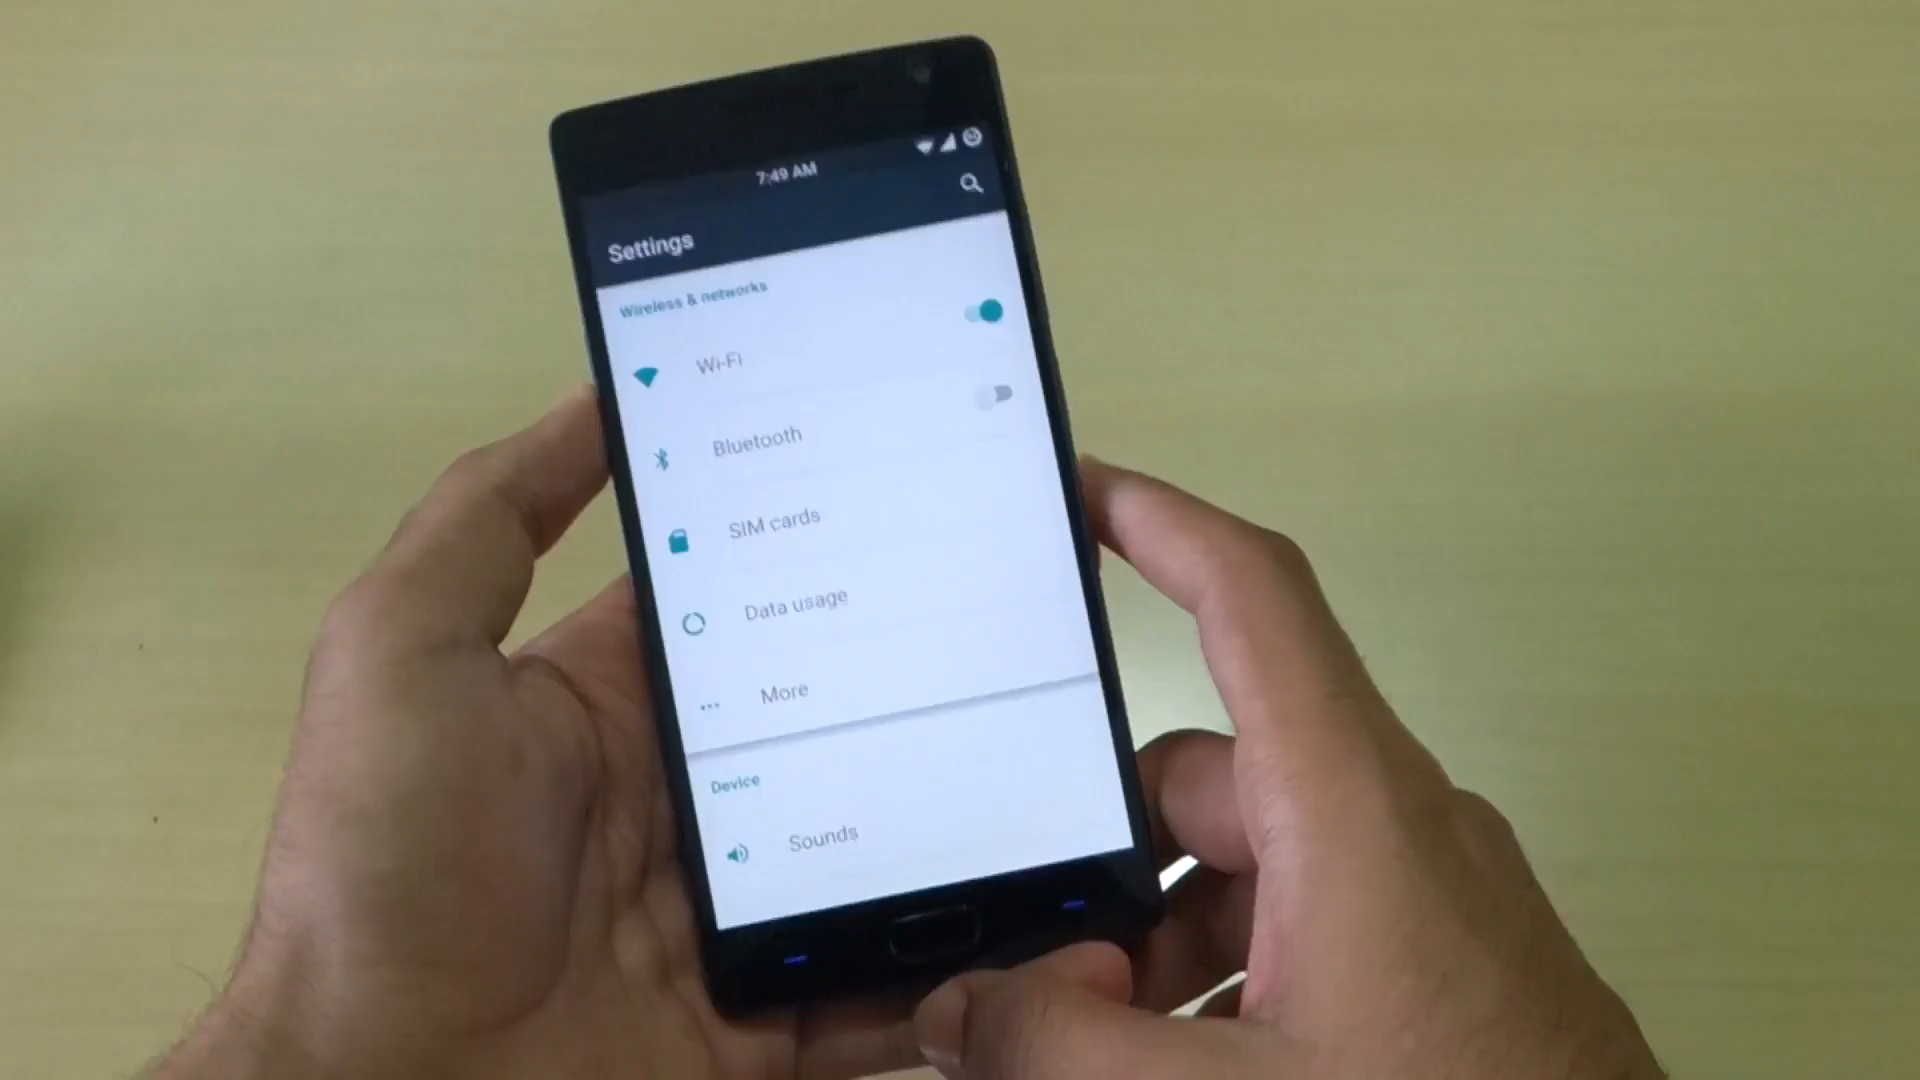 7:49 AM
Settings
Wireless & networks
Wi-Fi
Bluetooth
SIM cards
Data usage
More
Device
Sounds